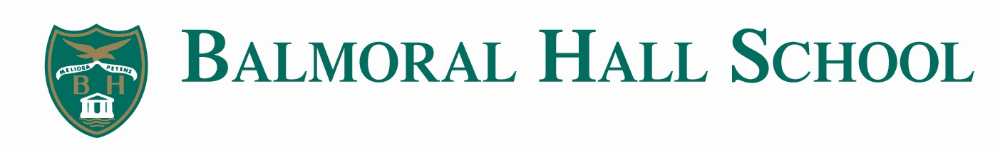 MELIORA PETENS
B H
BALMORAL HALL SCHOOL